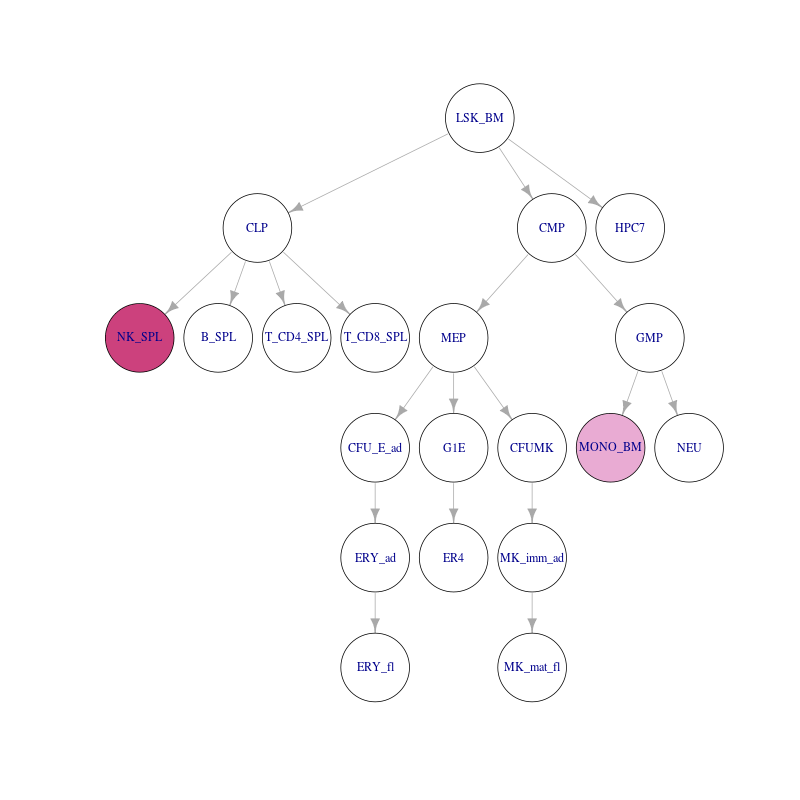 LSK_BM
CLP
CMP
HPC7
NK_SPL
B_SPL
T_CD4_SPL
T_CD8_SPL
MEP
GMP
CFU_E_ad
G1E
CFUMK
MONO_BM
NEU
ERY_ad
ER4
MK_imm_ad
ERY_fl
MK_mat_fl